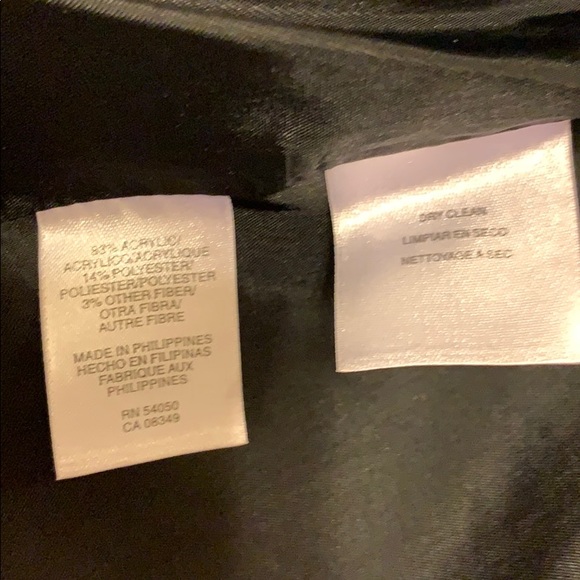 83% ACRYLIC/
ACRYLICO/ACRYLIQUE
14% POLYESTER/
POLIESTER/POLYESTER
3% OTHER FIBER/
OTRA FIBRA/
AUTRE FIBRE
MADE IN PHILIPPINES
HECHO EN FILIPINAS
FABRIQUE AUX
PHILIPPINES
RN 54050
CA 08349
DRY CLEAN
LIMPIAR EN SECO
NETTOYAGE A SEC